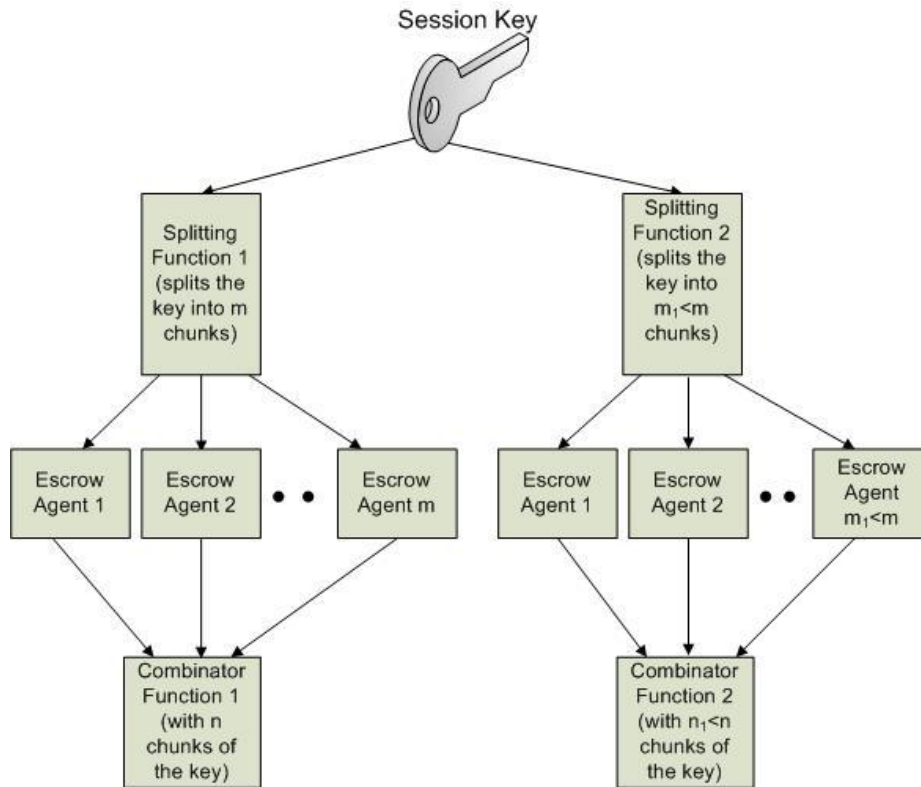 Session Key
Splitting
Function 1
(splits the
key into m
chunks)
Splitting
Function 2
(splits the
key into
m₁<m
chunks)
Escrow
Agent 1
Escrow
Agent 2
Escrow
Agent m
Escrow
Agent 1
Escrow
Agent 2
Escrow
Agent
m₁<m
Combinator
Function 1
(with n
chunks of
the key)
Combinator
Function 2
(with n₁<n
chunks of
the key)